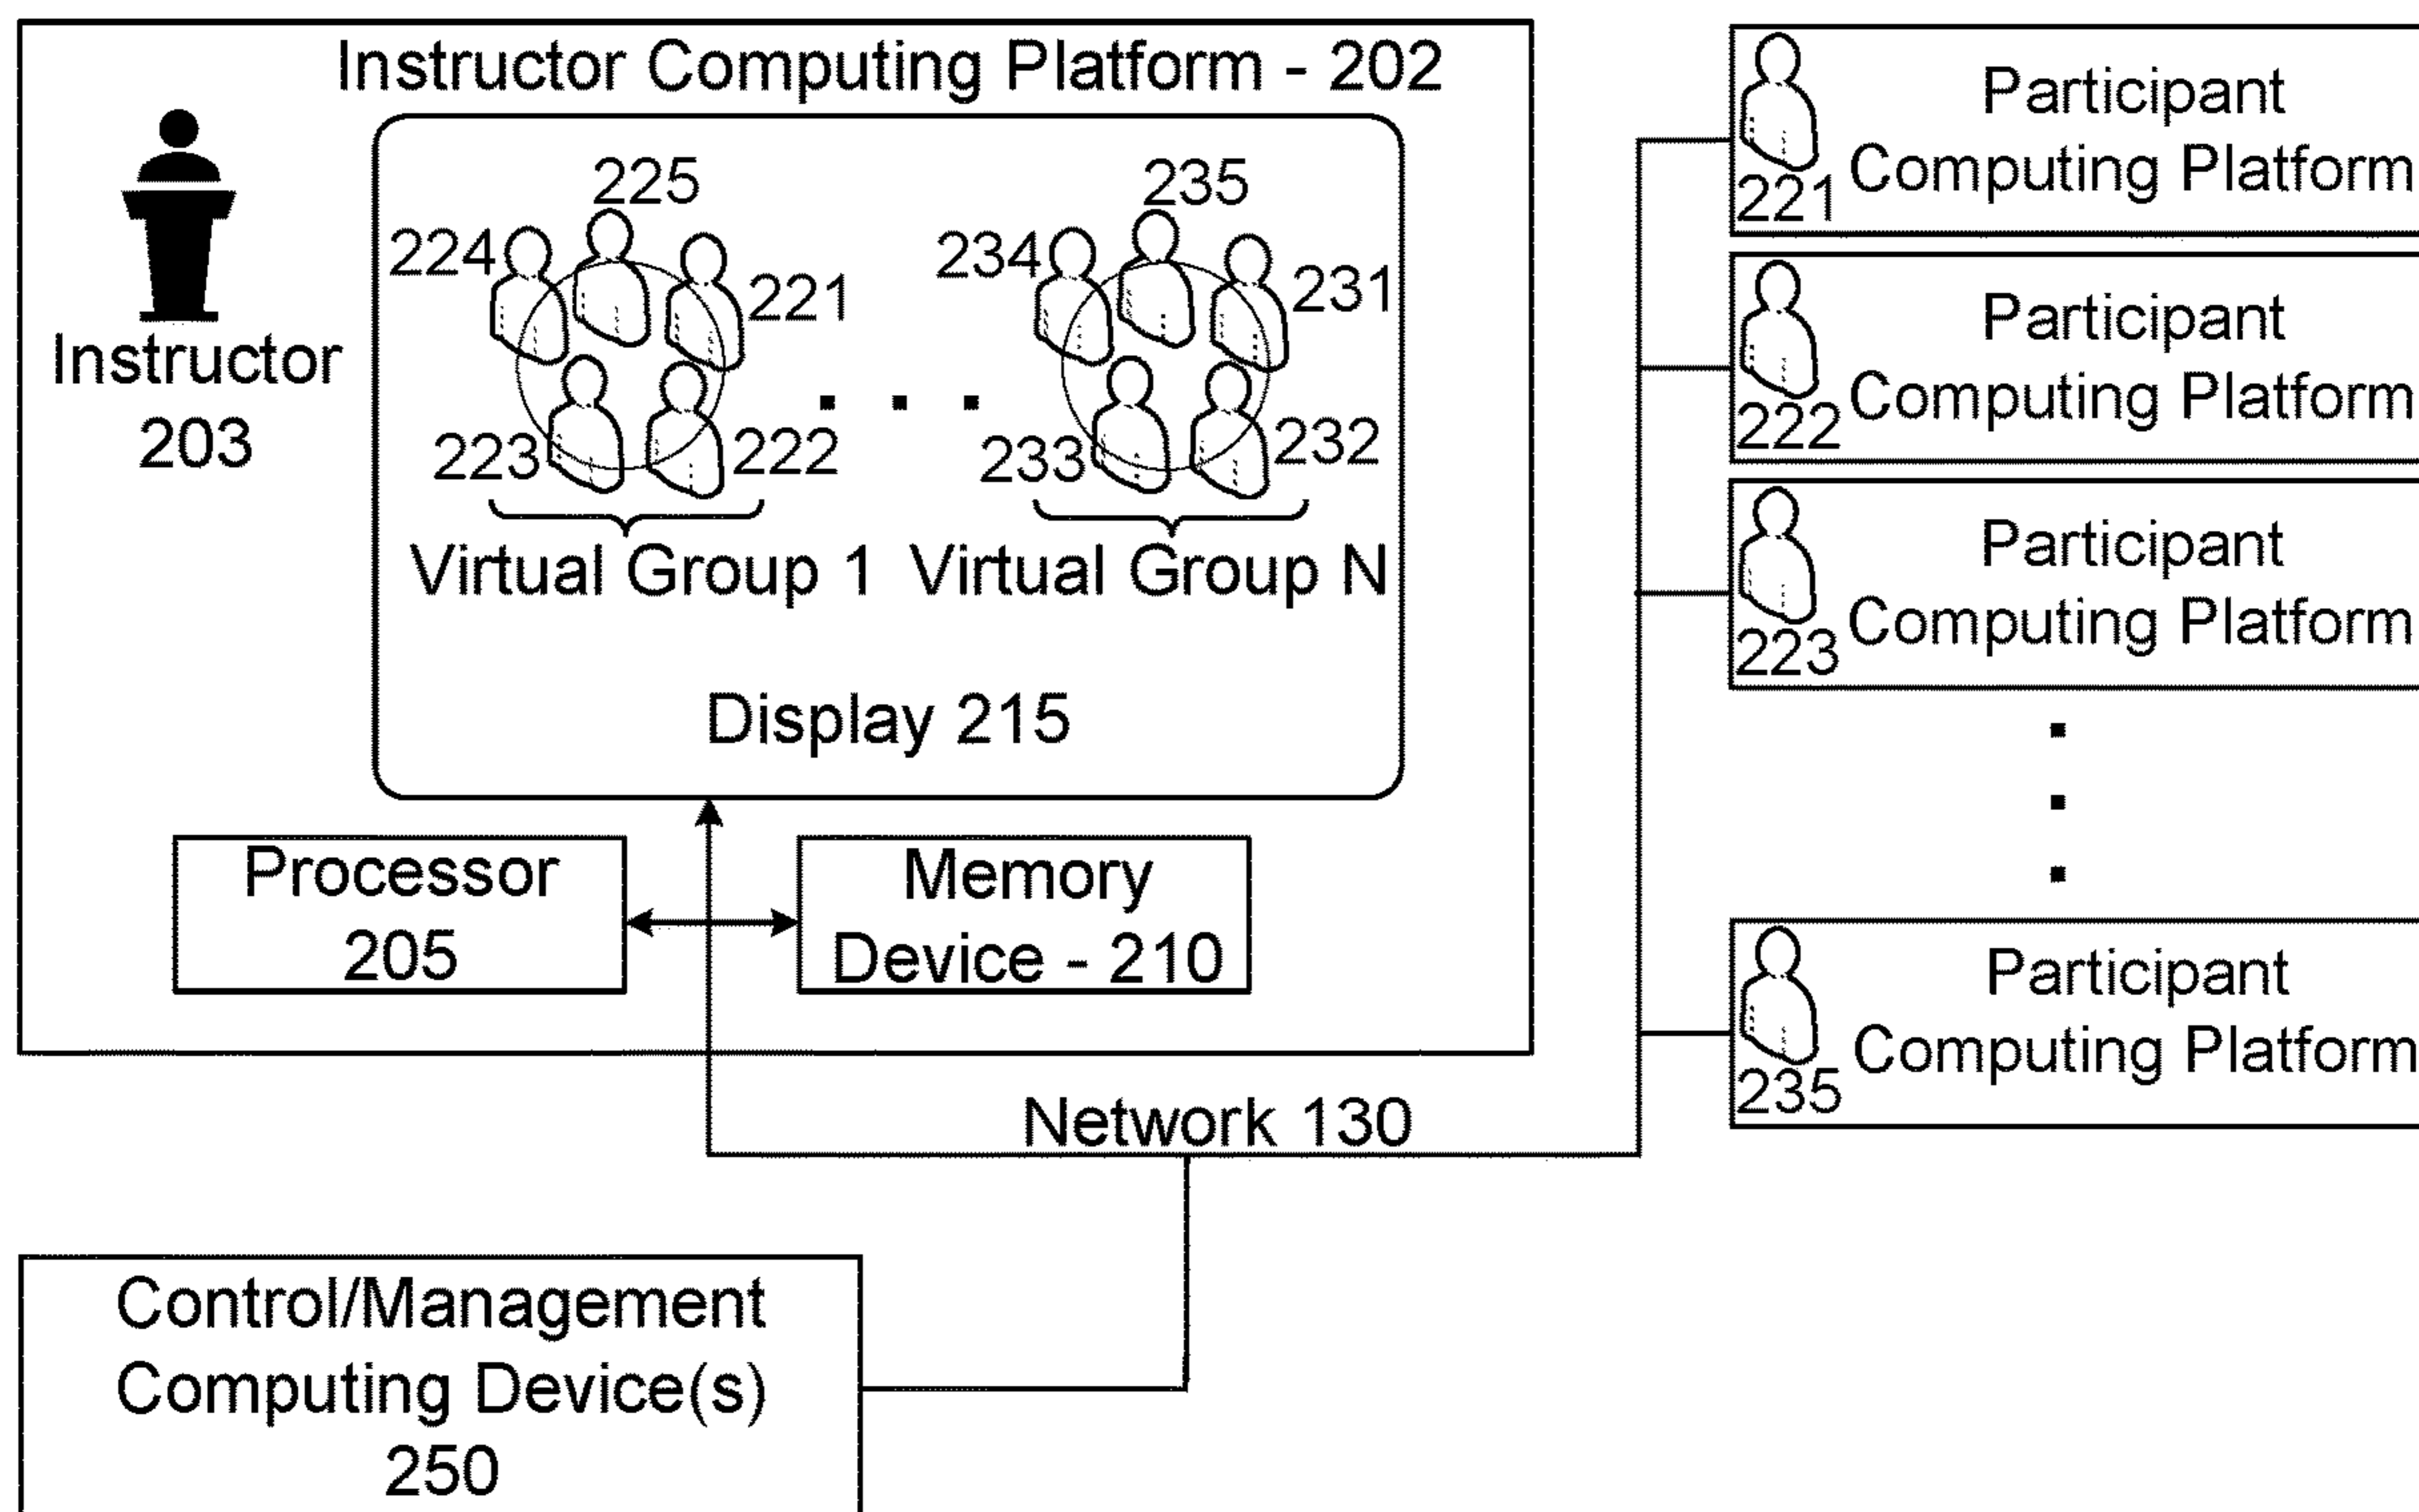 Instructor Computing Platform - 202
Instructor
203
225
224
221
223
222
Virtual Group 1
235
234
231
233
232
Virtual Group N
Display 215
Processor
205
Memory
Device - 210
Network 130
Control/Management
Computing Device(s)
250
Participant
Computing Platform
221
Participant
Computing Platform
222
Participant
Computing Platform
223
Participant
Computing Platform
235